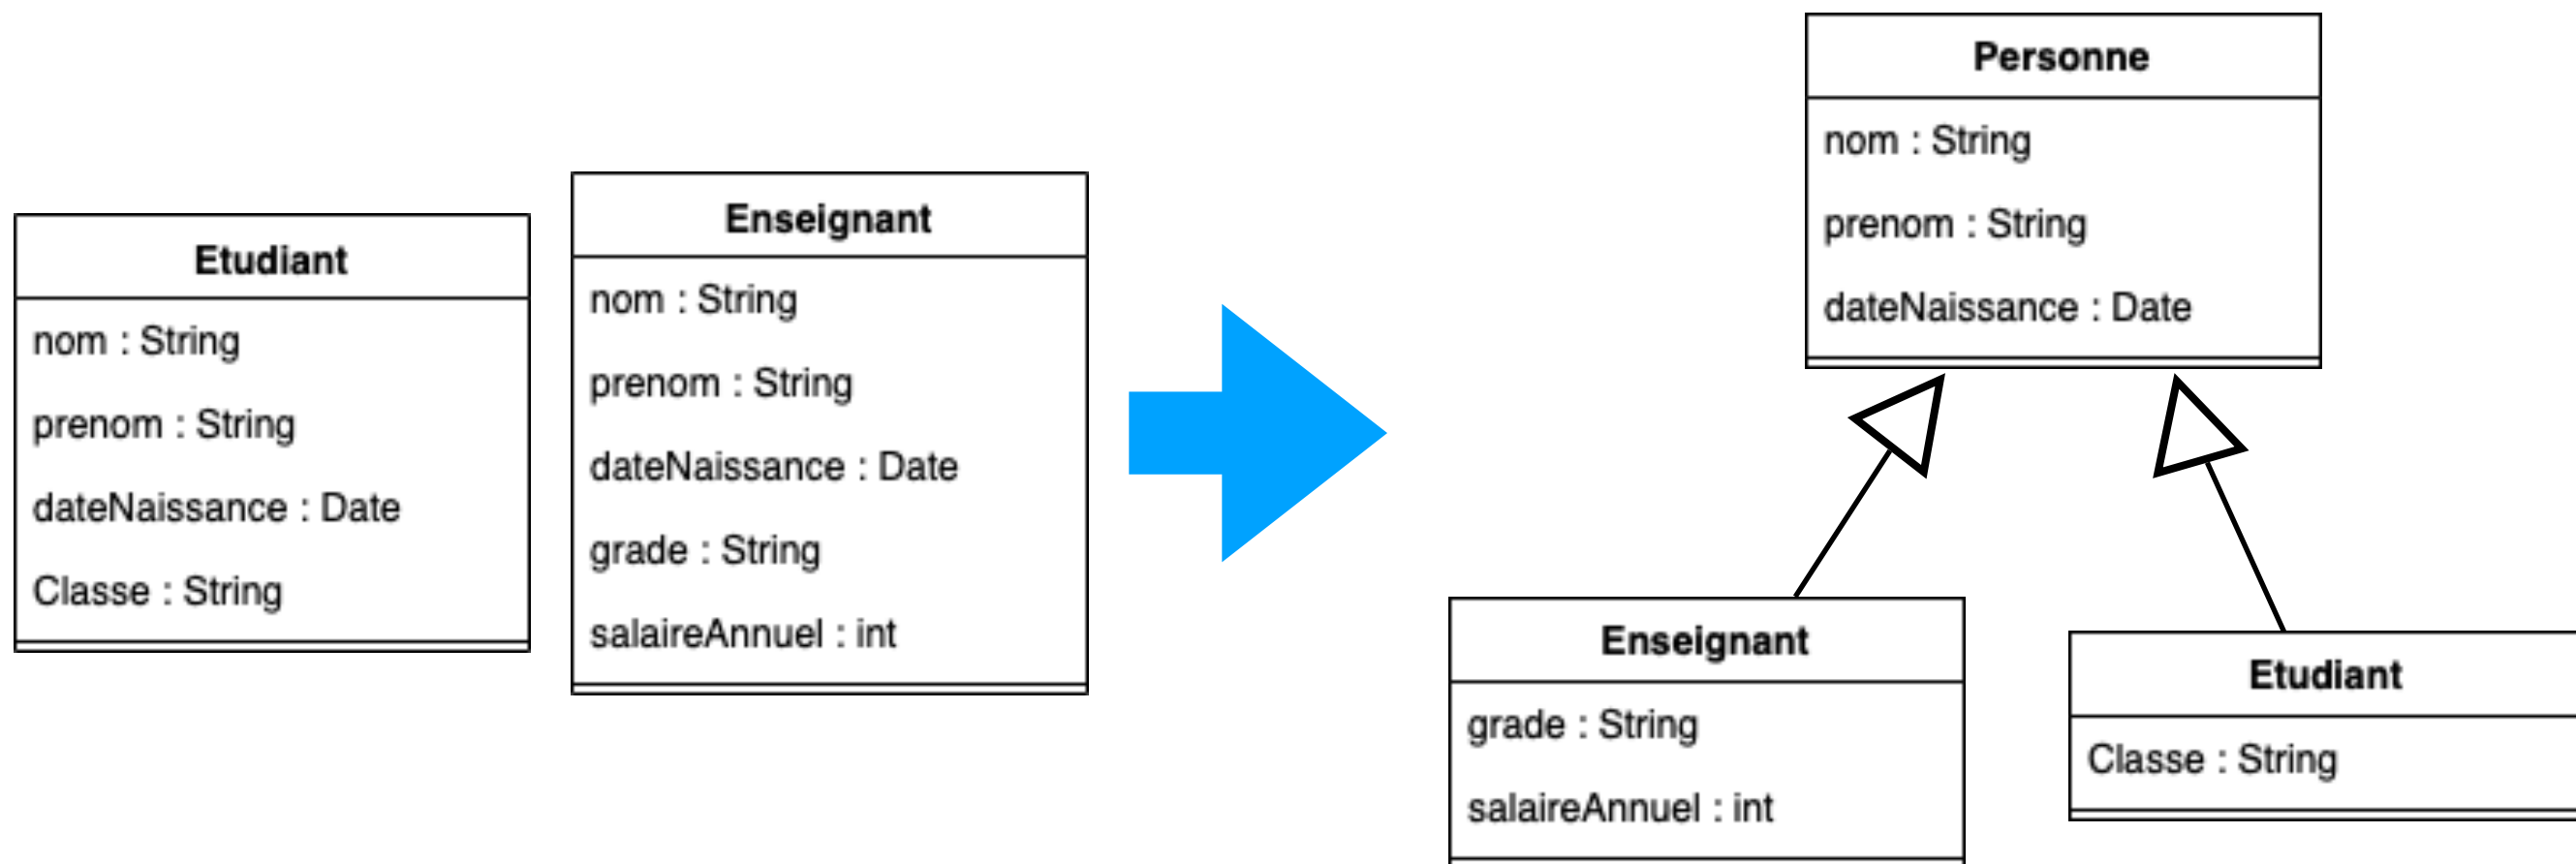 Etudiant
nom : String
prenom : String
dateNaissance : Date
Classe : String
Enseignant
nom : String
prenom : String
dateNaissance : Date
grade : String
salaireAnnuel : int
Personne
nom : String
prenom : String
dateNaissance : Date
Enseignant
grade : String
salaireAnnuel : int
Etudiant
Classe : String